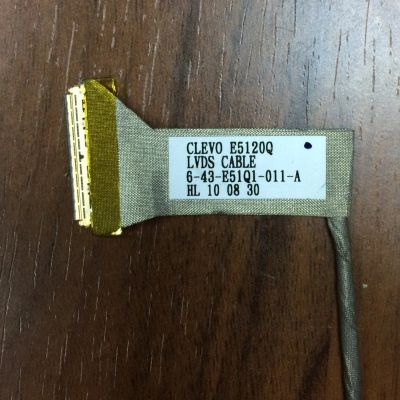 CLEVO E5120Q
LVDS CABLE
6-43-E51Q1-011-A
HL 10 08 30